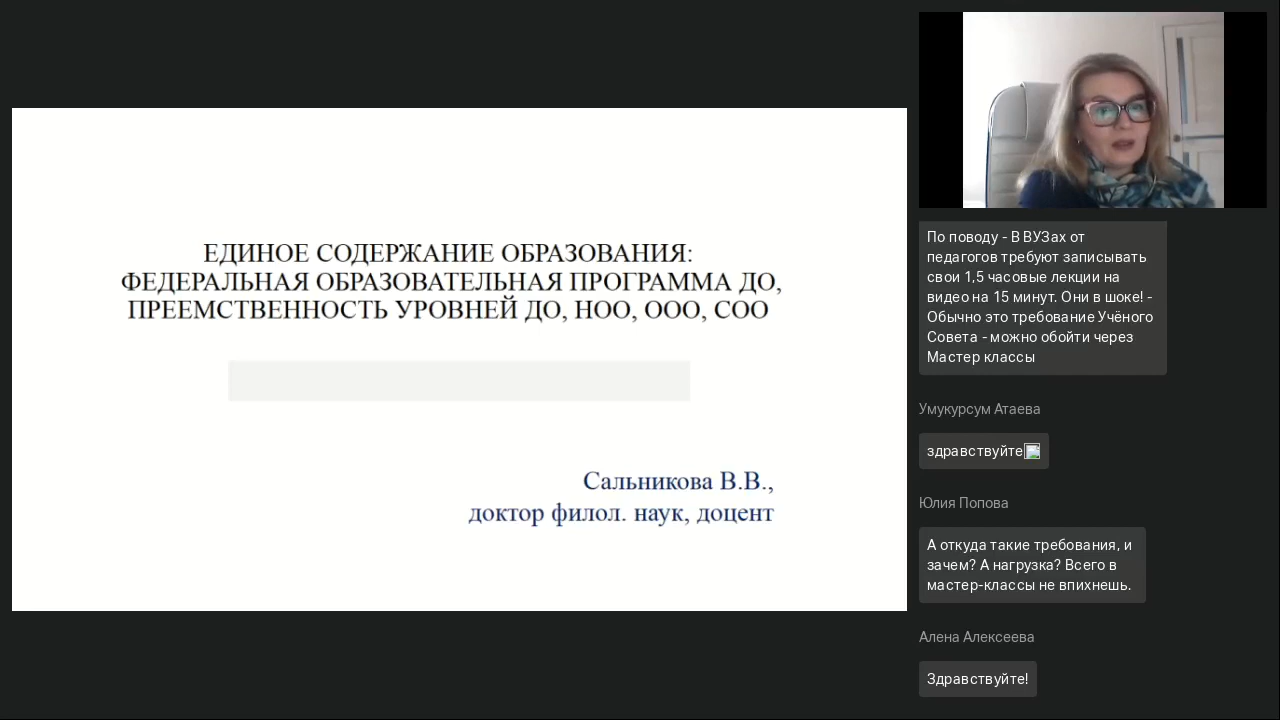 ЕДИНОЕ СОДЕРЖАНИЕ ОБРАЗОВАНИЯ:
ФЕДЕРАЛЬНАЯ ОБРАЗОВАТЕЛЬНАЯ ПРОГРАММА ДО,
ПРЕЕМСТВЕННОСТЬ УРОВНЕЙ ДО, НОО, ООО, СОО
Сальникова В.В.,
доктор филол. наук, доцент
По поводу - В ВУЗах от
педагогов требуют записывать
свои 1,5 часовые лекции на
видео на 15 минут. Они в шоке! -
Обычно это требование Учёного
Совета - можно обойти через
Мастер классы
Умукурсум Атаева
здравствуйте
Юлия Попова
А откуда такие требования, и
зачем? А нагрузка? Всего в
мастер-классы не впихнешь.
Алена Алексеева
Здравствуйте!